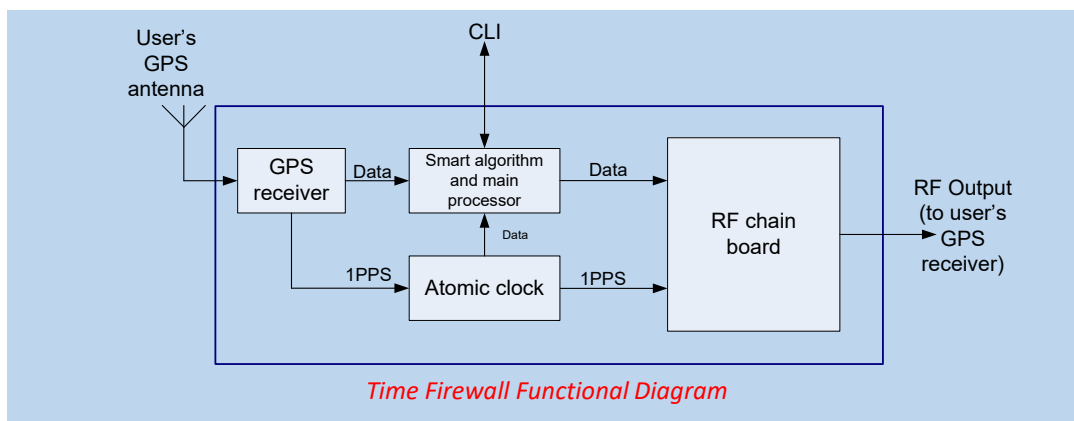 User's
GPS
antenna
CLI
GPS
receiver
Data
Smart algorithm
and main
processor
Data
Data
1PPS
Atomic clock
1PPS
RF chain
board
RF Output
(to user's
GPS
receiver)
Time Firewall Functional Diagram